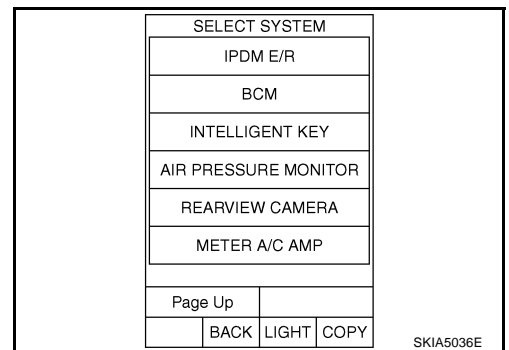 SELECT SYSTEM
IPDM E/R
BCM
INTELLIGENT KEY
AIR PRESSURE MONITOR
REARVIEW CAMERA
METER A/C AMP
Page Up
BACK LIGHT COPY
SKIA5036E